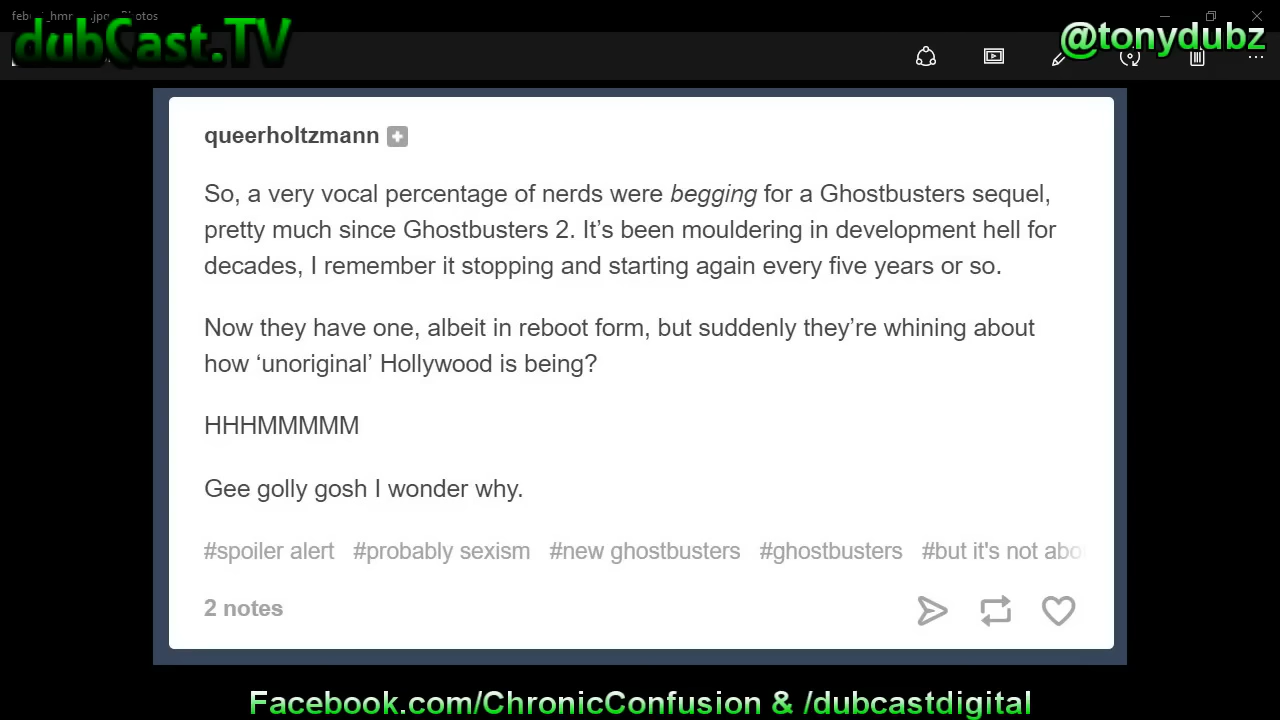 dubCast.TV
@tonydubz
queerholtzmann
So, a very vocal percentage of nerds were begging for a Ghostbusters sequel,
pretty much since Ghostbusters 2. It’s been mouldering in development hell for
decades, I remember it stopping and starting again every five years or so.
Now they have one, albeit in reboot form, but suddenly they’re whining about
how ‘unoriginal’ Hollywood is being?
HHHMMMMM
Gee golly gosh I wonder why.
#spoiler alert #probably sexism #new ghostbusters #ghostbusters #but it's not abo
2 notes
Facebook.com/ChronicConfusion & /dubcastdigital